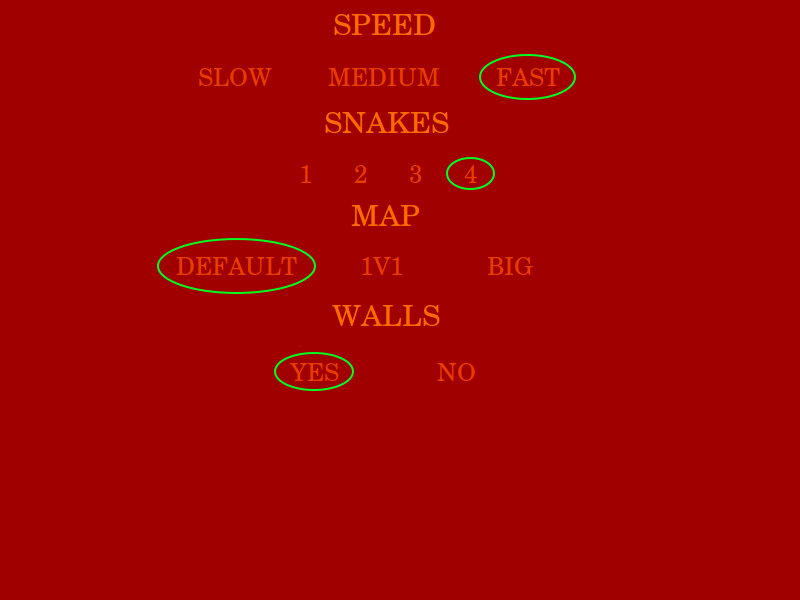 SPEED
SLOW MEDIUM FAST
SNAKES
1 2 3 4
MAP
DEFAULT 1V1 BIG
WALLS
YES NO